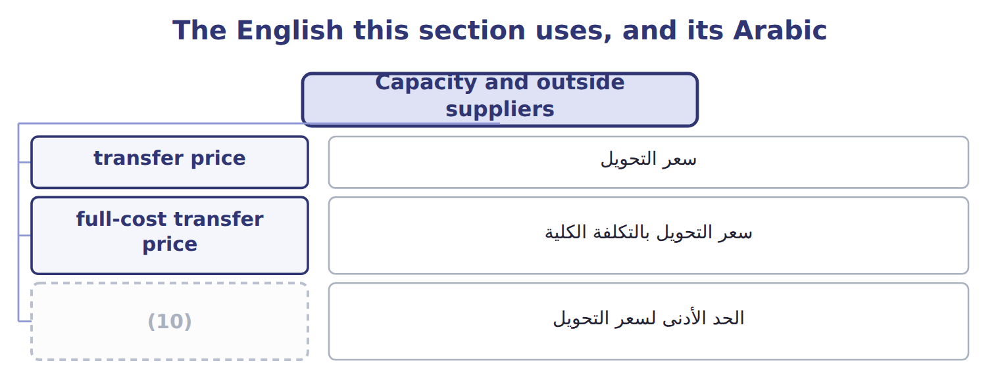 The English this section uses, and its Arabic
Capacity and outside
suppliers
transfer price
سعر التحويل
full-cost transfer
price
سعر التحويل بالتكلفة الكلية
(10)
الحد الأدنى لسعر التحويل